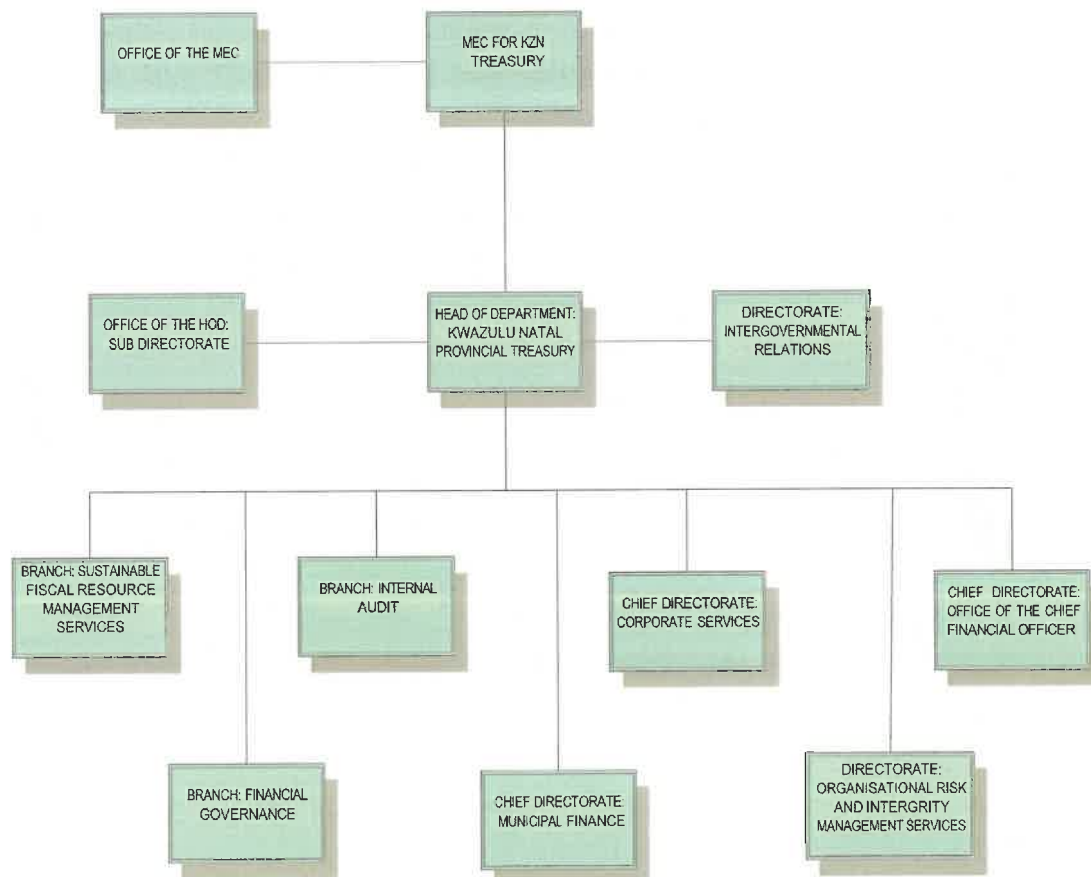 OFFICE OF THE MEC
MEC FOR KZN
TREASURY
OFFICE OF THE HOD:
SUB DIRECTORATE
HEAD OF DEPARTMENT:
KWAZULU NATAL
PROVINCIAL TREASURY
DIRECTORATE:
INTERGOVERNMENTAL
RELATIONS
BRANCH: SUSTAINABLE
FISCAL RESOURCE
MANAGEMENT
SERVICES
BRANCH: INTERNAL
AUDIT
CHIEF DIRECTORATE:
CORPORATE SERVICES
CHIEF DIRECTORATE:
OFFICE OF THE CHIEF
FINANCIAL OFFICER
BRANCH: FINANCIAL
GOVERNANCE
CHIEF DIRECTORATE:
MUNICIPAL FINANCE
DIRECTORATE:
ORGANISATIONAL RISK
AND INTERGRITY
MANAGEMENT SERVICES